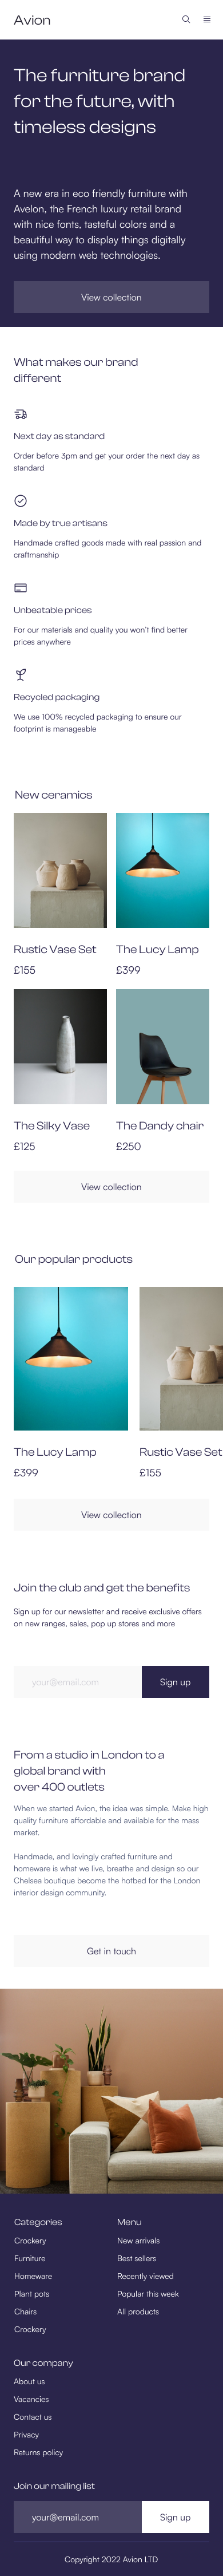 Avion
The furniture brand
for the future, with
timeless designs
A new era in eco friendly furniture with
Avelon, the French luxury retail brand
with nice fonts, tasteful colors and a
beautiful way to display things digitally
using modern web technologies.
View collection
What makes our brand
different
Next day as standard
Order before 3pm and get your order the next day as
standard
Made by true artisans
Handmade crafted goods made with real passion and
craftmanship
Unbeatable prices
For our materials and quality you won't find better
prices anywhere
Recycled packaging
We use 100% recycled packaging to ensure our
footprint is manageable
New ceramics
Rustic Vase Set
£155
The Lucy Lamp
£399
The Silky Vase
£125
The Dandy chair
£250
View collection
Our popular products
The Lucy Lamp
£399
Rustic Vase Set
£155
View collection
Join the club and get the benefits
Sign up for our newsletter and receive exclusive offers
on new ranges, sales, pop up stores and more
your@email.com
Sign up
From a studio in London to a
global brand with
over 400 outlets
When we started Avion, the idea was simple. Make high
quality furniture affordable and available for the mass
market.
Handmade, and lovingly crafted furniture and
homeware is what we live, breathe and design so our
Chelsea boutique become the hotbed for the London
interior design community.
Get in touch
Categories
Crockery
Furniture
Homeware
Plant pots
Chairs
Crockery
Menu
New arrivals
Best sellers
Recently viewed
Popular this week
All products
Our company
About us
Vacancies
Contact us
Privacy
Returns policy
Join our mailing list
your@email.com
Sign up
Copyright 2022 Avion LTD